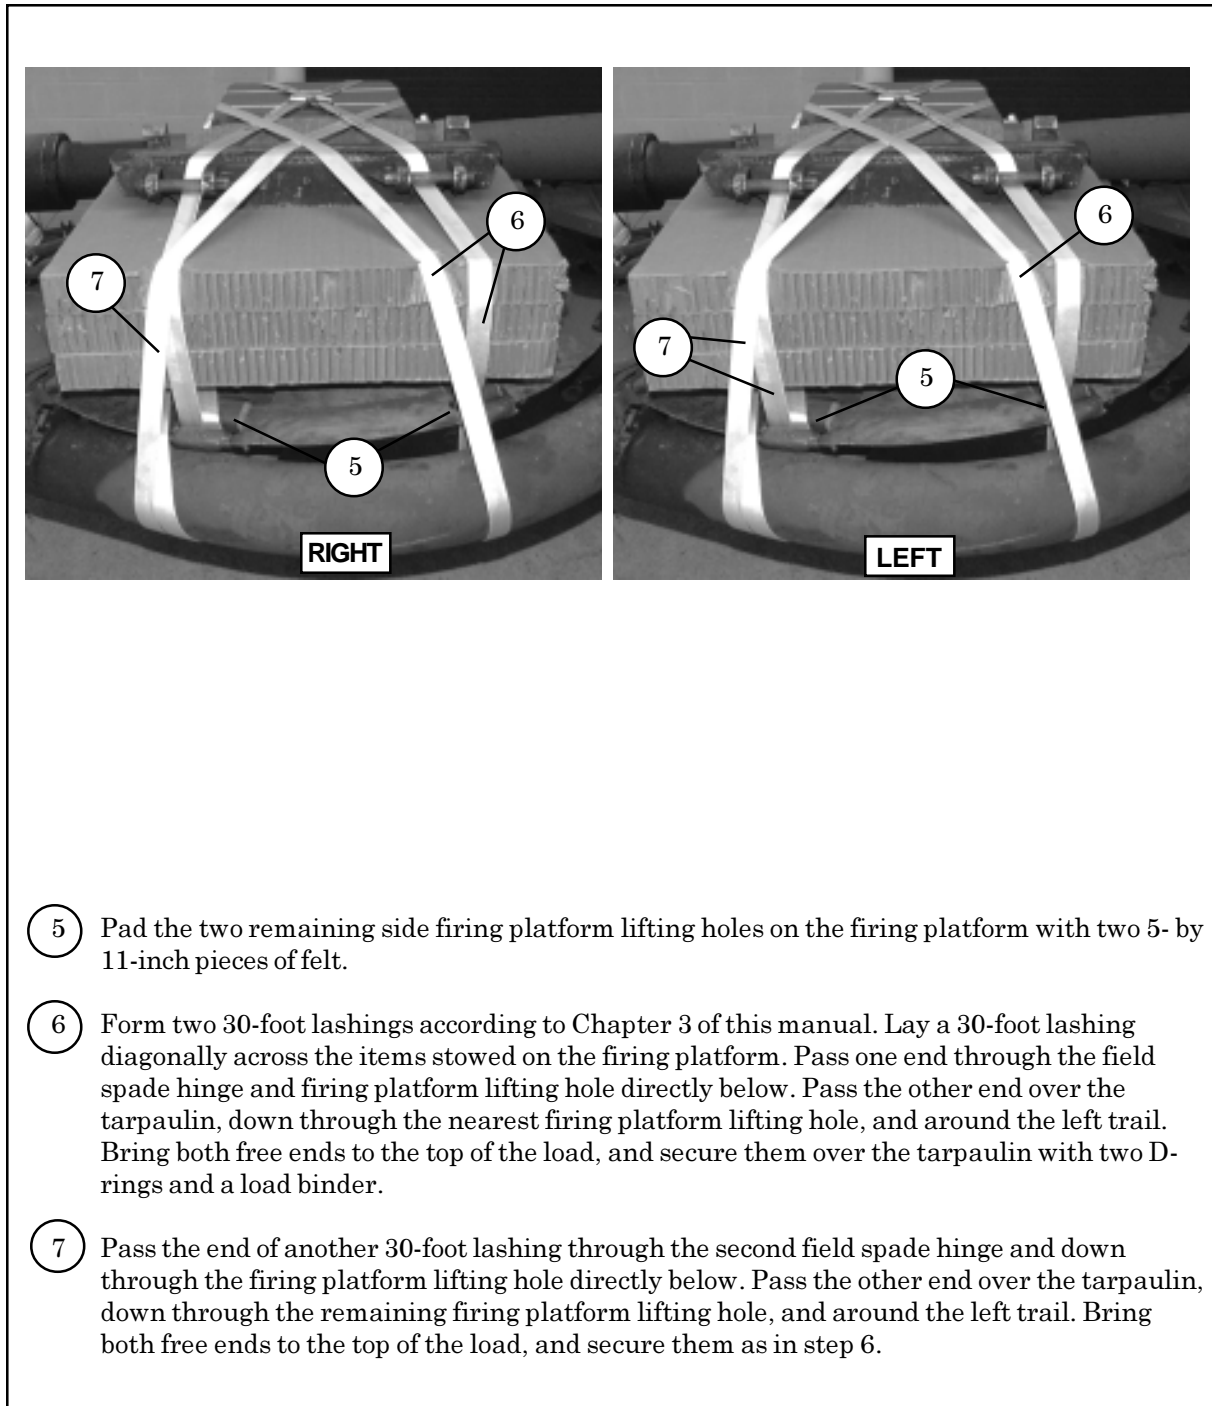 6
7
5
RIGHT
6
7
5
LEFT
5 Pad the two remaining side firing platform lifting holes on the firing platform with two 5- by
11-inch pieces of felt.
6 Form two 30-foot lashings according to Chapter 3 of this manual. Lay a 30-foot lashing
diagonally across the items stowed on the firing platform. Pass one end through the field
spade hinge and firing platform lifting hole directly below. Pass the other end over the
tarpaulin, down through the nearest firing platform lifting hole, and around the left trail.
Bring both free ends to the top of the load, and secure them over the tarpaulin with two D-
rings and a load binder.
7 Pass the end of another 30-foot lashing through the second field spade hinge and down
through the firing platform lifting hole directly below. Pass the other end over the tarpaulin,
down through the remaining firing platform lifting hole, and around the left trail. Bring
both free ends to the top of the load, and secure them as in step 6.